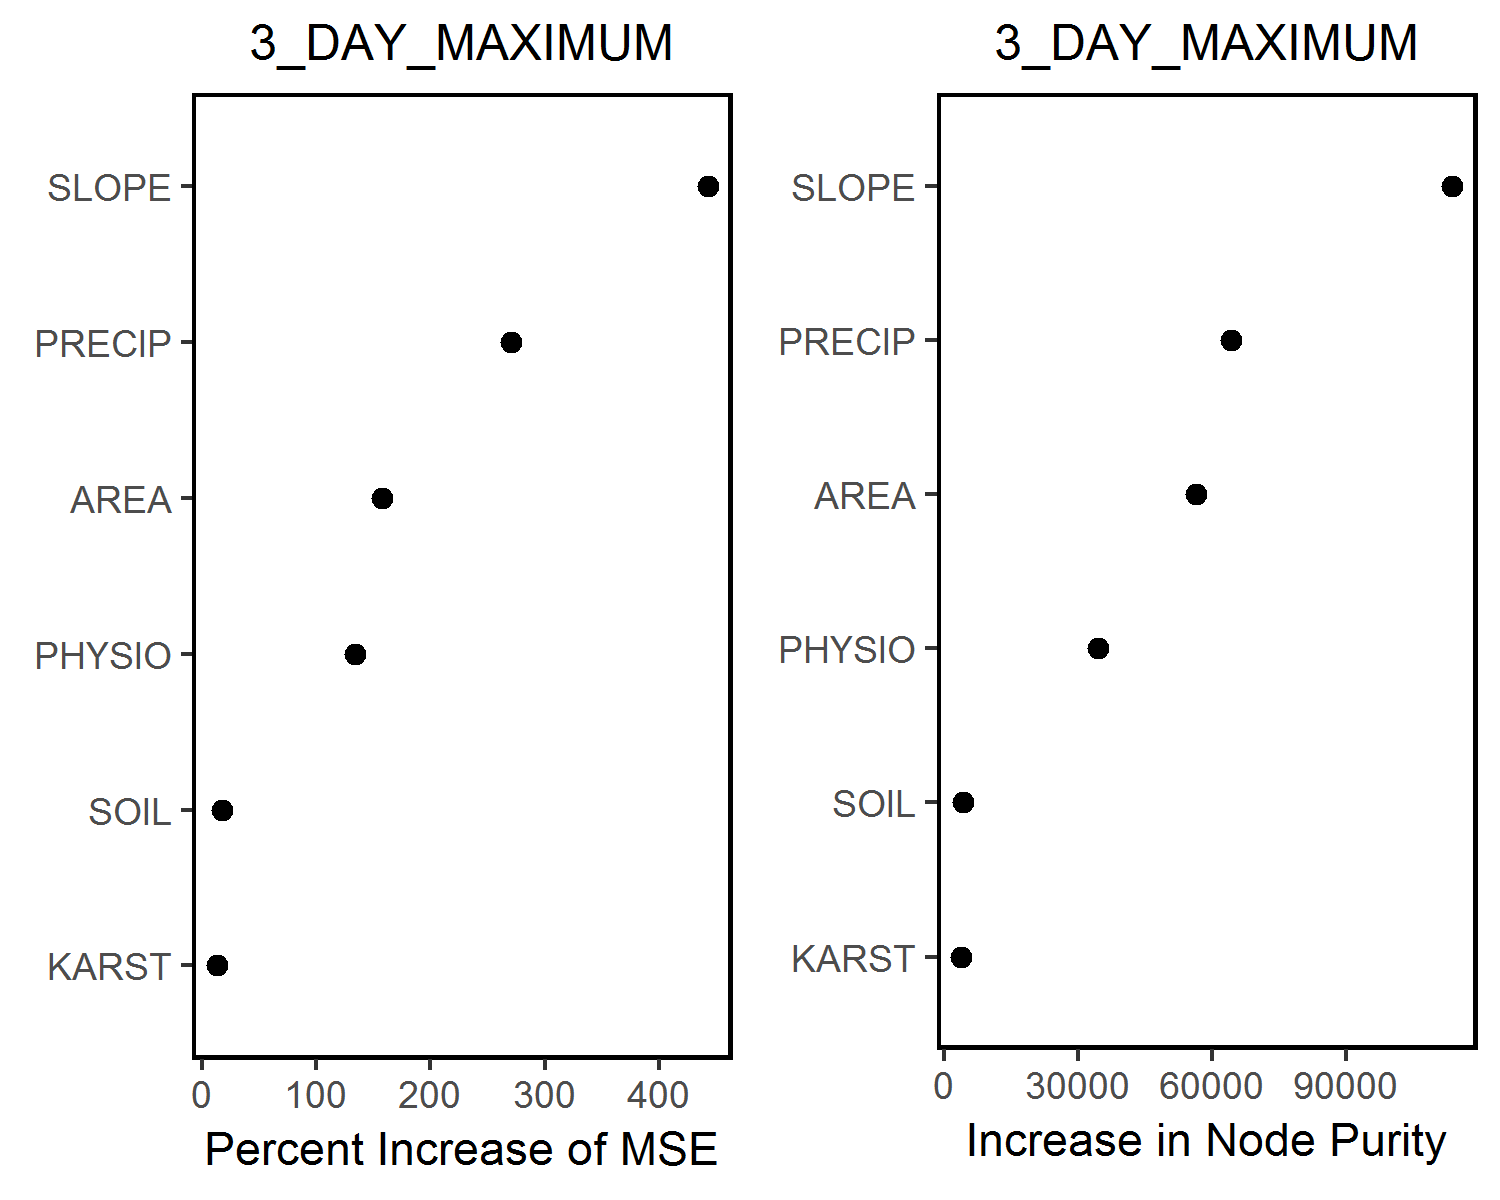 3_DAY_MAXIMUM
SLOPE
PRECIP
AREA
PHYSIO
SOIL
KARST
0 100 200 300 400
Percent Increase of MSE
3_DAY_MAXIMUM
SLOPE
PRECIP
AREA
PHYSIO
SOIL
KARST
0 30000 60000 90000
Increase in Node Purity